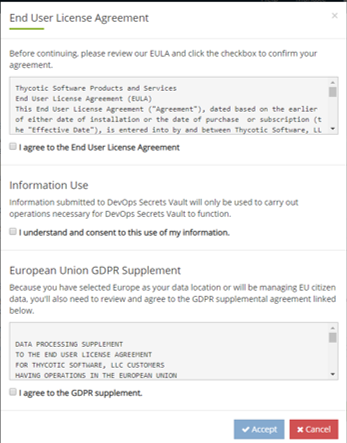 End User License Agreement
×
Before continuing, please review our EULA and click the checkbox to confirm your
agreement.
Thycotic Software Products and Services
End User License Agreement (EULA)
This End User License Agreement ("Agreement"), dated based on the earlier
of either date of installation or the date of purchase or subscription (t
he "Effective Date"), is entered into by and between Thycotic Software, LL
I agree to the End User License Agreement
Information Use
Information submitted to DevOps Secrets Vault will only be used to carry out
operations necessary for DevOps Secrets Vault to function.
I understand and consent to this use of my information.
European Union GDPR Supplement
Because you have selected Europe as your data location or will be managing EU citizen
data, you'll also need to review and agree to the GDPR supplemental agreement linked
below.
DATA PROCESSING SUPPLEMENT
TO THE END USER LICENSE AGREEMENT
FOR THYCOTIC SOFTWARE, LLC CUSTOMERS
HAVING OPERATIONS IN THE EUROPEAN UNION
I agree to the GDPR supplement.
✔ Accept
✖ Cancel